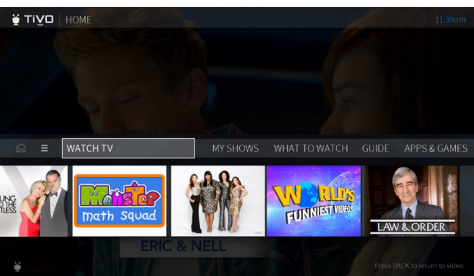 TiVo HOME 11:39am
WATCH TV MY SHOWS WHAT TO WATCH GUIDE APPS & GAMES
MonSter
math squad
WORLD'S
FUNNIEST VIDEOS
LAW & ORDER
ERIC & NELL
Press BACK to return to video